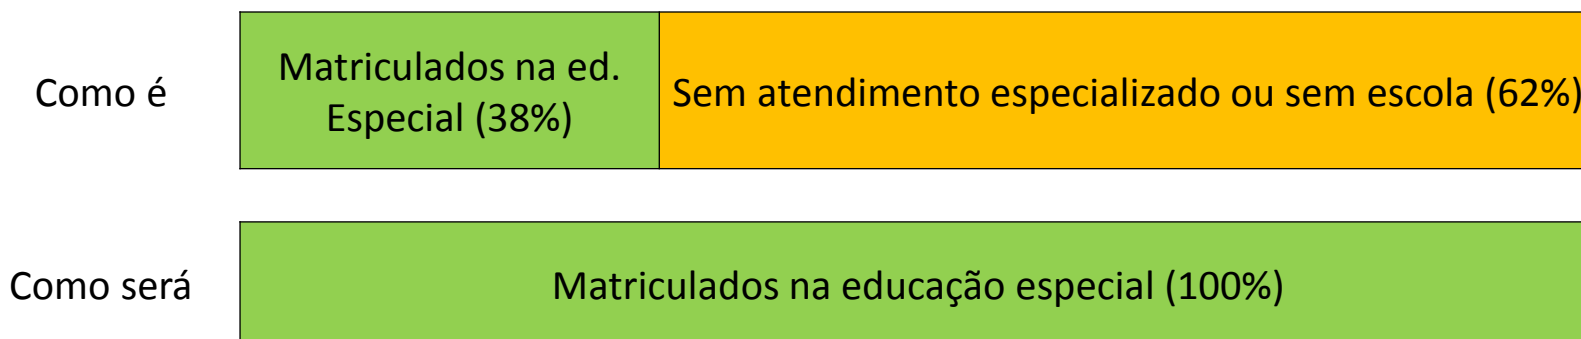 Como é
Matriculados na ed.
Especial (38%)
Sem atendimento especializado ou sem escola (62%)
Como será
Matriculados na educação especial (100%)